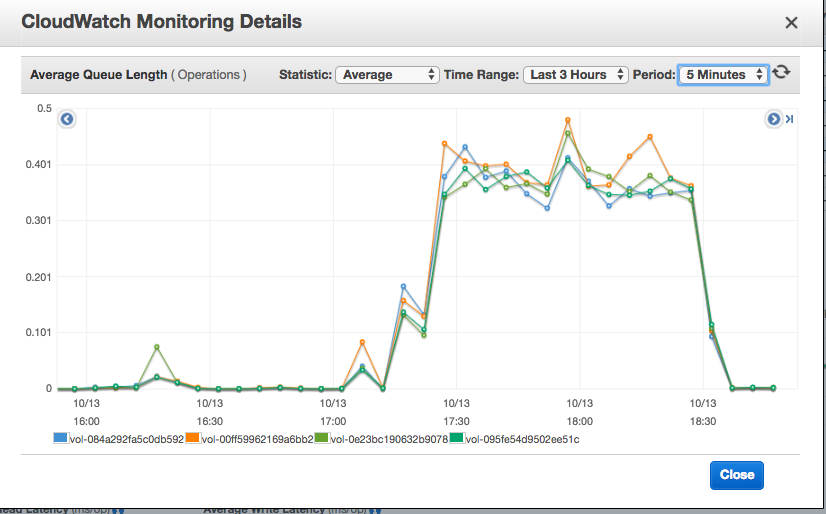 CloudWatch Monitoring Details
Average Queue Length ( Operations ) Statistic: Average Time Range: Last 3 Hours Period: 5 Minutes
0.5
0.401
0.301
0.201
0.101
0
10/13 10/13 10/13 10/13 10/13 10/13
16:00 16:30 17:00 17:30 18:00 18:30
vol-084a292fa5c0db592 vol-00ff59962169a6bb2 vol-0e23bc190632b9078 vol-095fe54d9502ee51c
Close
Read Latency (ms/op) Average Write Latency (ms/op)